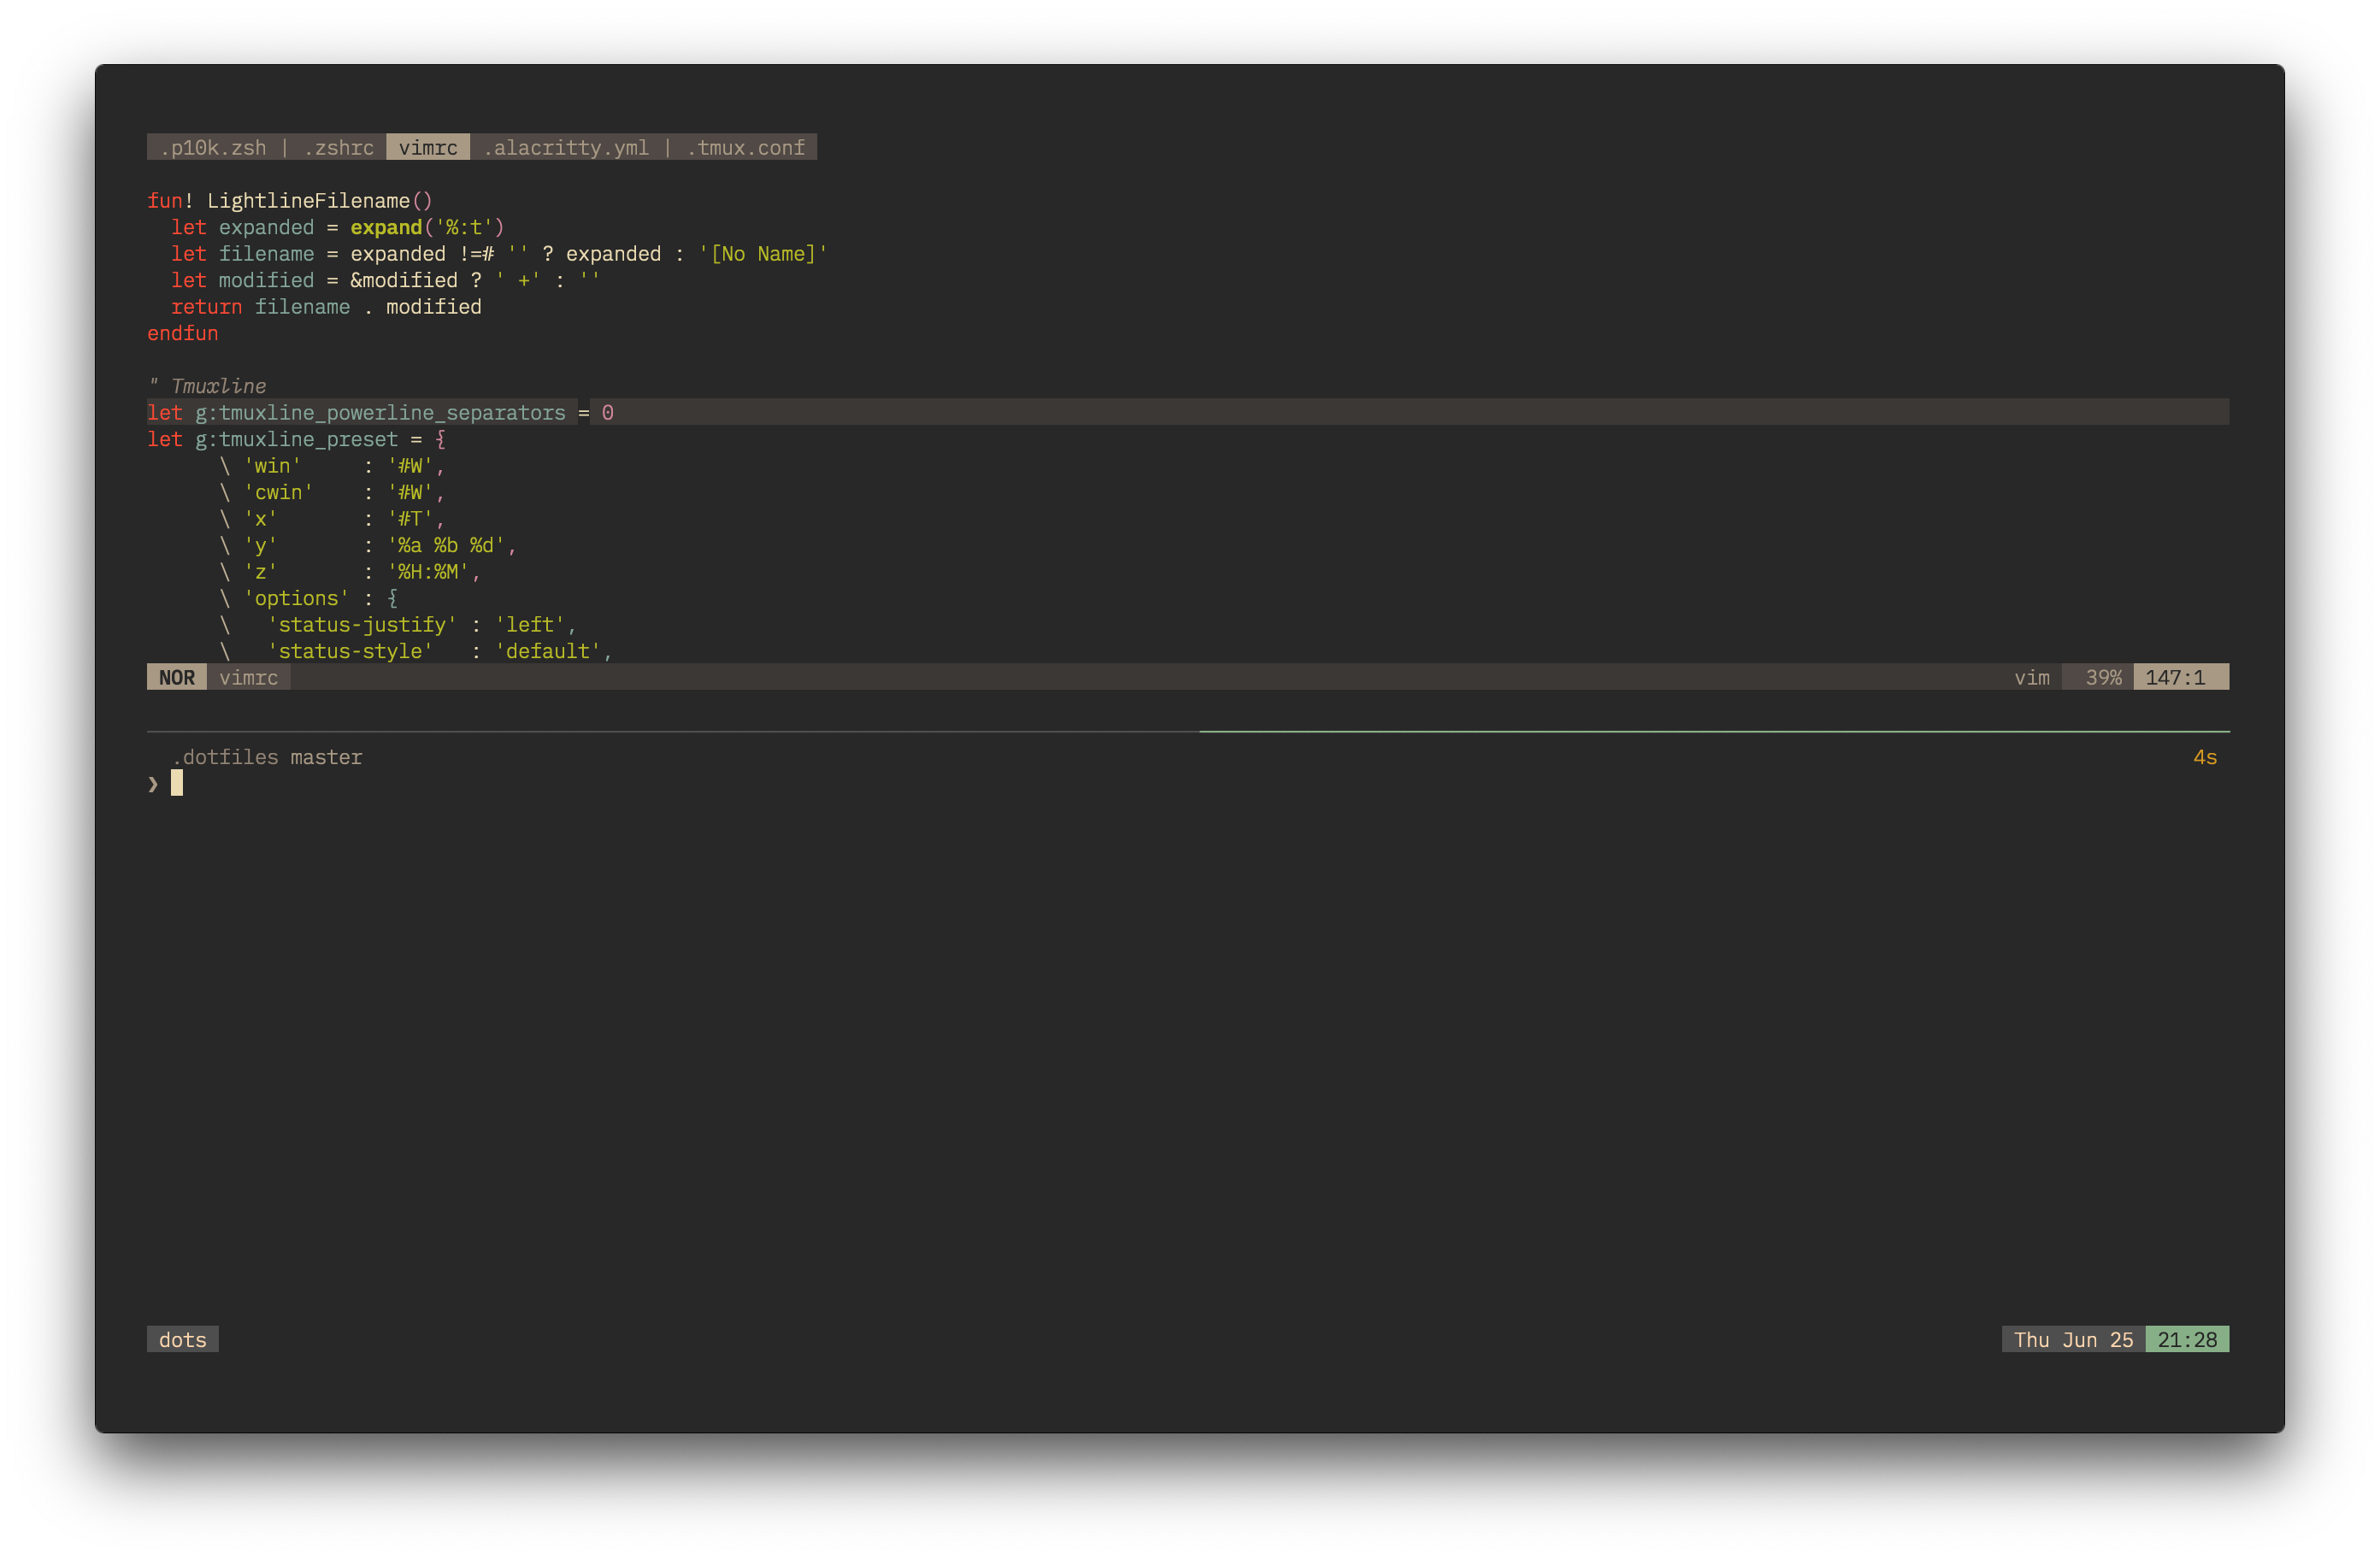 .p10k.zsh | .zshrc vimrc .alacritty.yml | .tmux.conf
fun! LightlineFilename()
  let expanded = expand('%:t')
  let filename = expanded !=# '' ? expanded : '[No Name]'
  let modified = &modified ? ' +' : ''
  return filename . modified
endfun
" Tmuxline
let g:tmuxline_powerline_separators = 0
let g:tmuxline_preset = {
      \ 'win'     : '#W',
      \ 'cwin'    : '#W',
      \ 'x'       : '#T',
      \ 'y'       : '%a %b %d',
      \ 'z'       : '%H:%M',
      \ 'options' : {
      \   'status-justify' : 'left',
      \   'status-style'   : 'default',
NOR vimrc vim 39% 147:1
.dotfiles master 4s
❯
dots Thu Jun 25 21:28